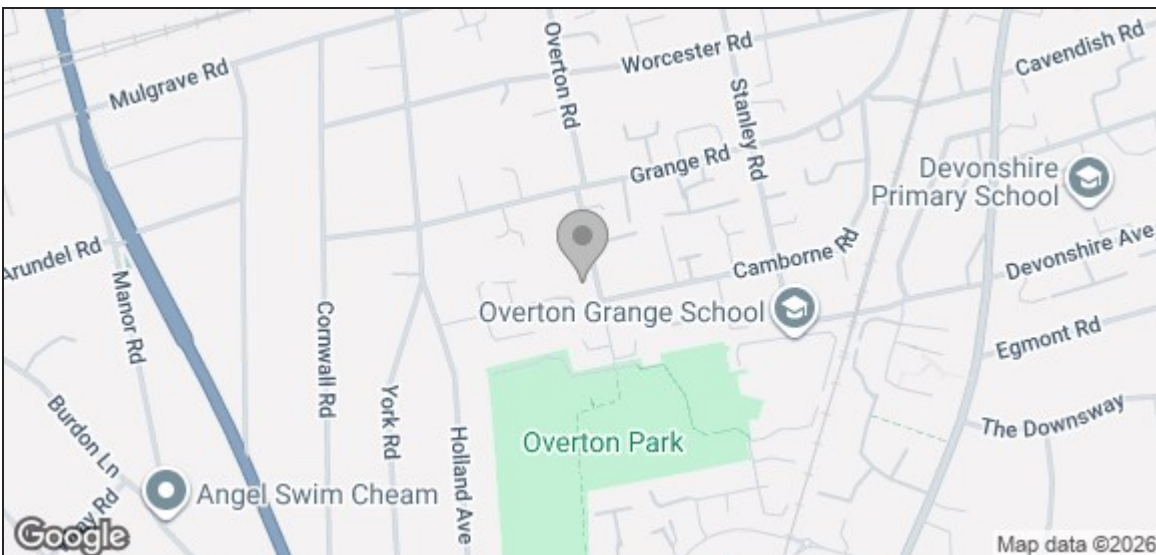 Overton Rd
Worcester Rd
Cavendish Rd
Mulgrave Rd
Stanley Rd
Grange Rd
Devonshire
Primary School
Arundel Rd
Manor Rd
Camborne Rd
Devonshire Ave
Cornwall Rd
Overton Grange School
Egmont Rd
York Rd
Holland Ave
Burdon Ln
The Downsway
Overton Park
Angel Swim Cheam
Google
Map data ©2026